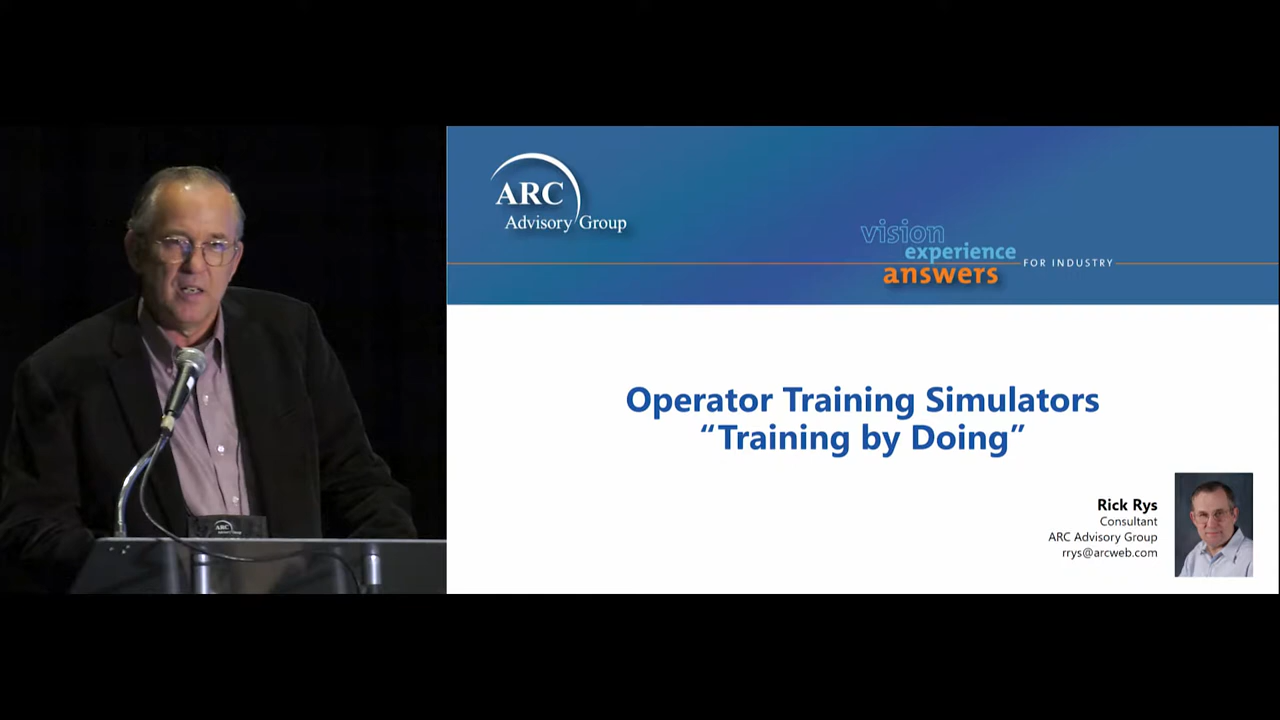 ARC
Advisory Group
vision
experience
answers
FOR INDUSTRY
Operator Training Simulators
“Training by Doing”
Rick Rys
Consultant
ARC Advisory Group
rrys@arcweb.com
ARC